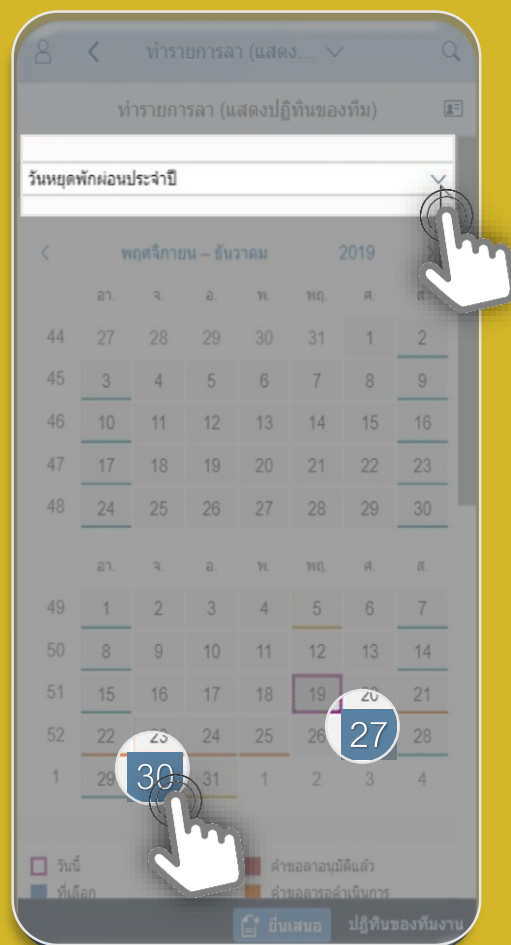 ทำรายการลา (แสดง...
ทำรายการลา (แสดงปฏิทินของทีม)
วันหยุดพักผ่อนประจำปี
พฤศจิกายน – ธันวาคม 2019
อา. จ. อ. พ. พฤ. ศ. ส.
44 27 28 29 30 31 1 2
45 3 4 5 6 7 8 9
46 10 11 12 13 14 15 16
47 17 18 19 20 21 22 23
48 24 25 26 27 28 29 30
อา. จ. อ. พ. พฤ. ศ. ส.
49 1 2 3 4 5 6 7
50 8 9 10 11 12 13 14
51 15 16 17 18 19 20 21
52 22 23 24 25 26 27 28
1 29 30 31 1 2 3 4
วันนี้ คำขอลาอนุมัติแล้ว
ที่เลือก คำขอลารอดำเนินการ
ยื่นเสนอ ปฏิทินของทีมงาน